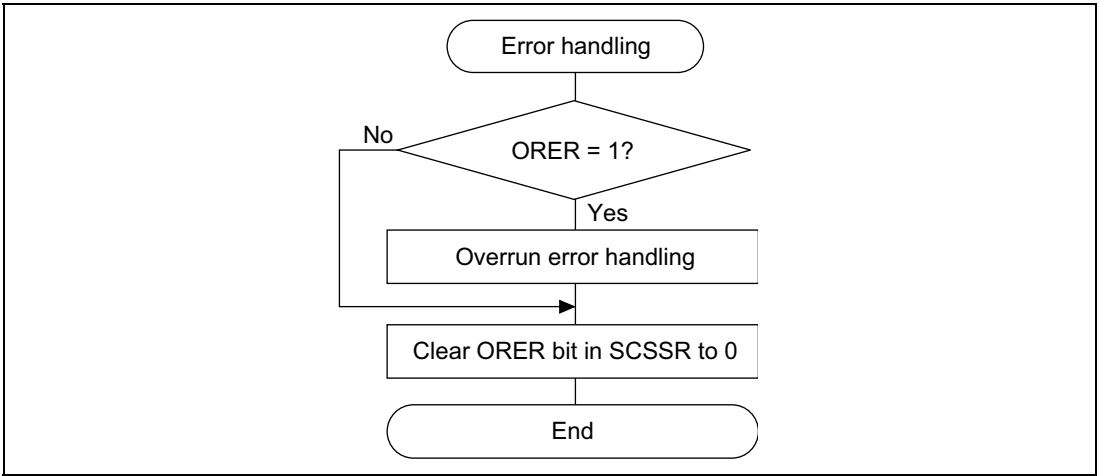 Error handling
No
ORER = 1?
Yes
Overrun error handling
Clear ORER bit in SCSSR to 0
End